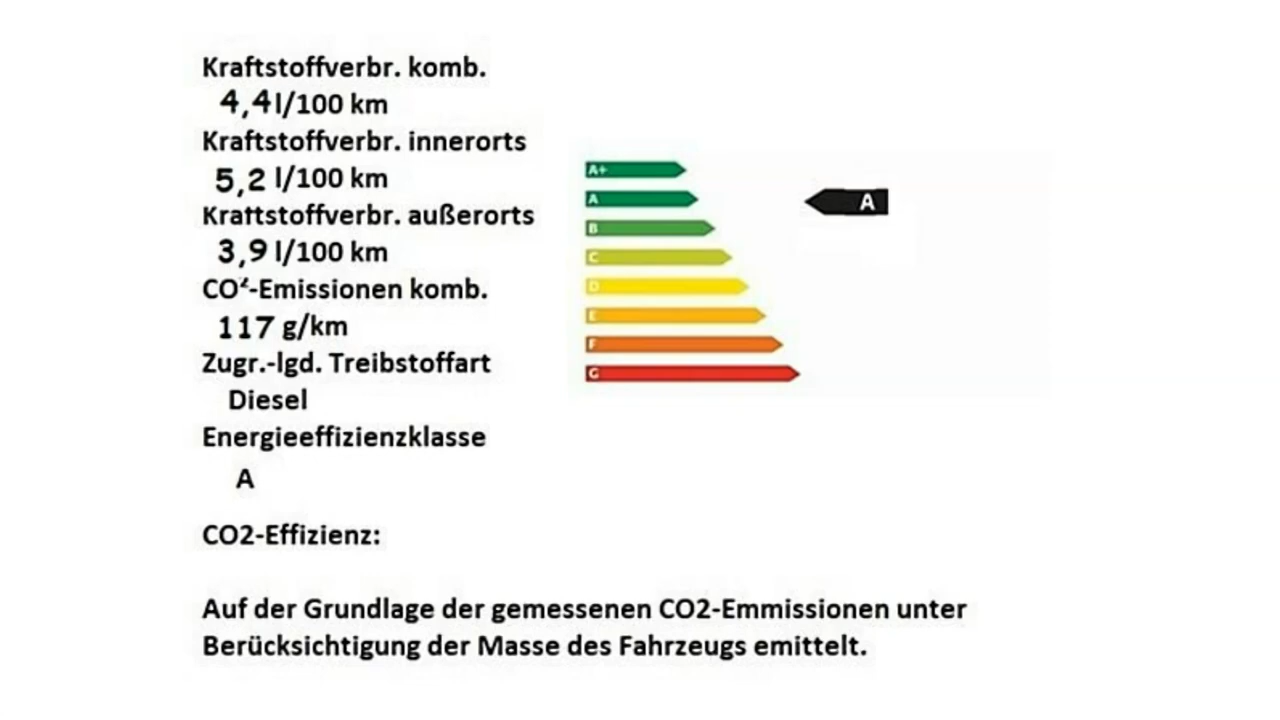 Kraftstoffverbr. komb.
4,4 l/100 km
Kraftstoffverbr. innerorts
5,2 l/100 km
Kraftstoffverbr. außerorts
3,9 l/100 km
CO²-Emissionen komb.
117 g/km
Zugr.-lgd. Treibstoffart
Diesel
Energieeffizienzklasse
A
A+
A
B
C
D
E
F
G
A
CO2-Effizienz:
Auf der Grundlage der gemessenen CO2-Emmissionen unter
Berücksichtigung der Masse des Fahrzeugs emittelt.